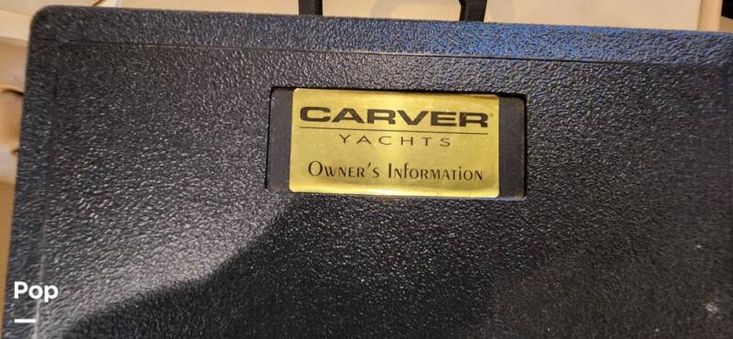 CARVER®
YACHTS
OWNER'S INFORMATION
Pop